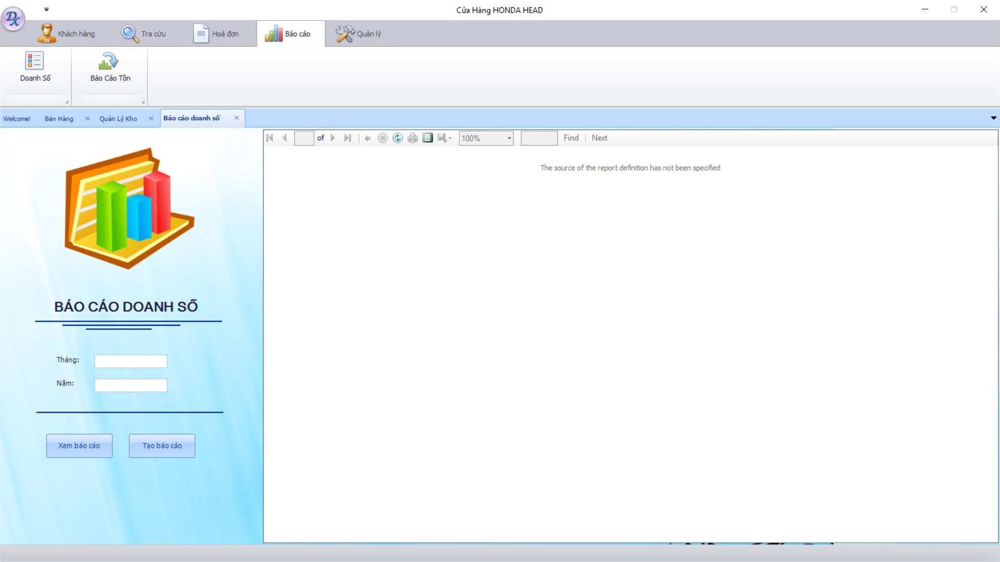 Cửa Hàng HONDA HEAD
Khách hàng
Tra cứu
Hoá đơn
Báo cáo
Quản lý
Doanh Số
Báo Cáo Tồn
Welcome!
Bán Hàng
Quản Lý Kho
Báo cáo doanh số
of
100%
Find | Next
The source of the report definition has not been specified
BÁO CÁO DOANH SỐ
Tháng:
Năm:
Xem báo cáo
Tạo báo cáo